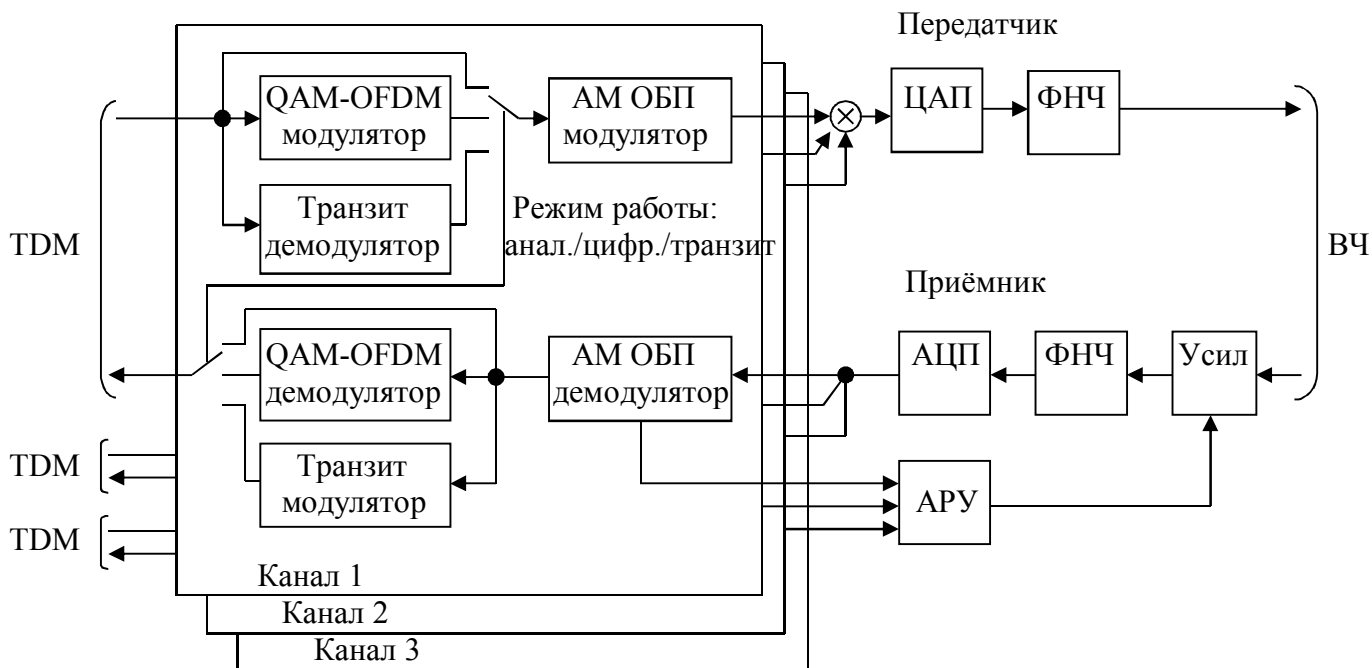 Передатчик
QAM-OFDM
модулятор
АМ ОБП
модулятор
ЦАП
ФНЧ
TDM
Транзит
демодулятор
Режим работы:
анал./цифр./транзит
ВЧ
Приёмник
QAM-OFDM
демодулятор
АМ ОБП
демодулятор
АЦП
ФНЧ
Усил
TDM
Транзит
модулятор
АРУ
TDM
Канал 1
Канал 2
Канал 3